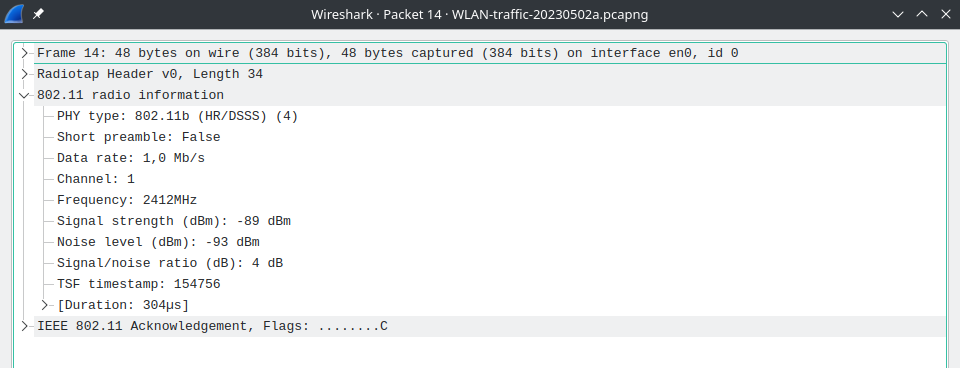 Wireshark · Packet 14 · WLAN-traffic-20230502a.pcapng
Frame 14: 48 bytes on wire (384 bits), 48 bytes captured (384 bits) on interface en0, id 0
Radiotap Header v0, Length 34
802.11 radio information
PHY type: 802.11b (HR/DSSS) (4)
Short preamble: False
Data rate: 1,0 Mb/s
Channel: 1
Frequency: 2412MHz
Signal strength (dBm): -89 dBm
Noise level (dBm): -93 dBm
Signal/noise ratio (dB): 4 dB
TSF timestamp: 154756
[Duration: 304µs]
IEEE 802.11 Acknowledgement, Flags: ........C